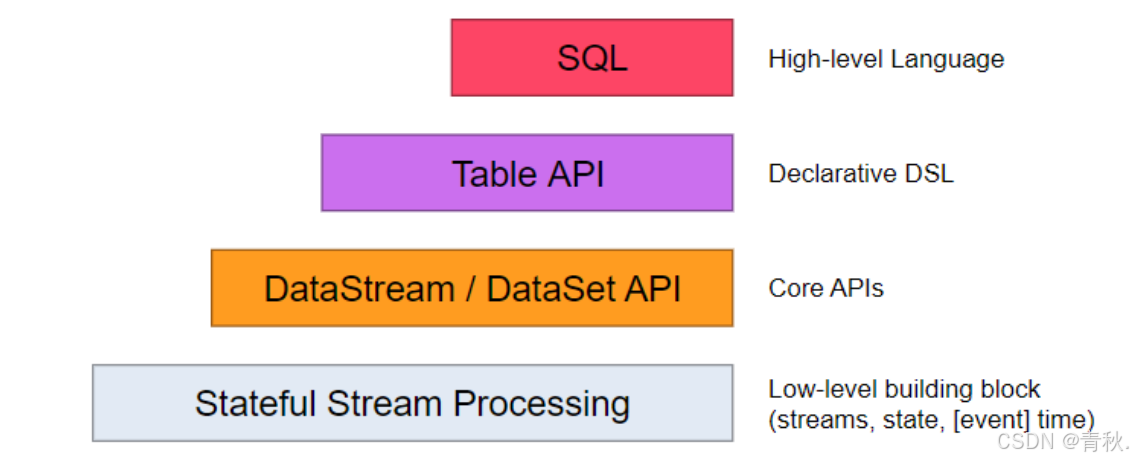 SQL
High-level Language
Table API
Declarative DSL
DataStream / DataSet API
Core APIs
Stateful Stream Processing
Low-level building block
(streams, state, [event] time)
CSDN @青秋.